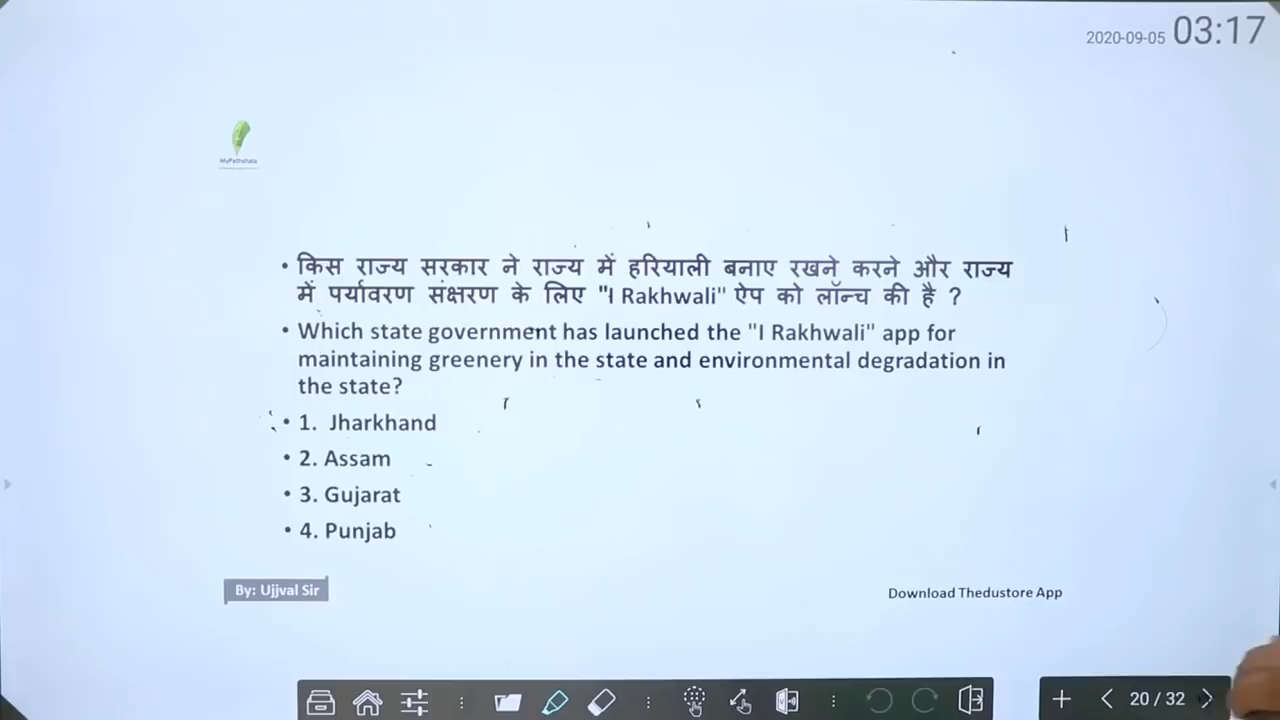 2020-09-05 03:17
MyPathshala
• किस राज्य सरकार ने राज्य में हरियाली बनाए रखने करने और राज्य
में पर्यावरण संक्षरण के लिए "I Rakhwali" ऐप को लॉन्च की है ?
• Which state government has launched the "I Rakhwali" app for
maintaining greenery in the state and environmental degradation in
the state?
• 1. Jharkhand
• 2. Assam
• 3. Gujarat
• 4. Punjab
By: Ujjval Sir
Download Thedustore App
20 / 32